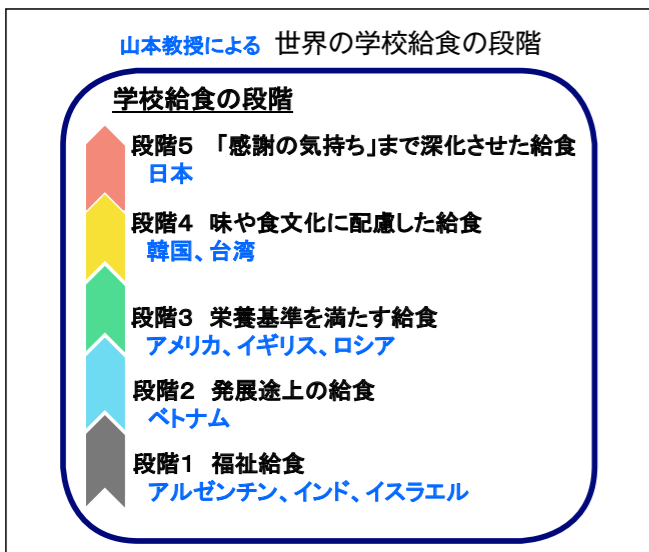 山本教授による 世界の学校給食の段階
学校給食の段階
段階5 「感謝の気持ち」まで深化させた給食
日本
段階4 味や食文化に配慮した給食
韓国、台湾
段階3 栄養基準を満たす給食
アメリカ、イギリス、ロシア
段階2 発展途上の給食
ベトナム
段階1 福祉給食
アルゼンチン、インド、イスラエル